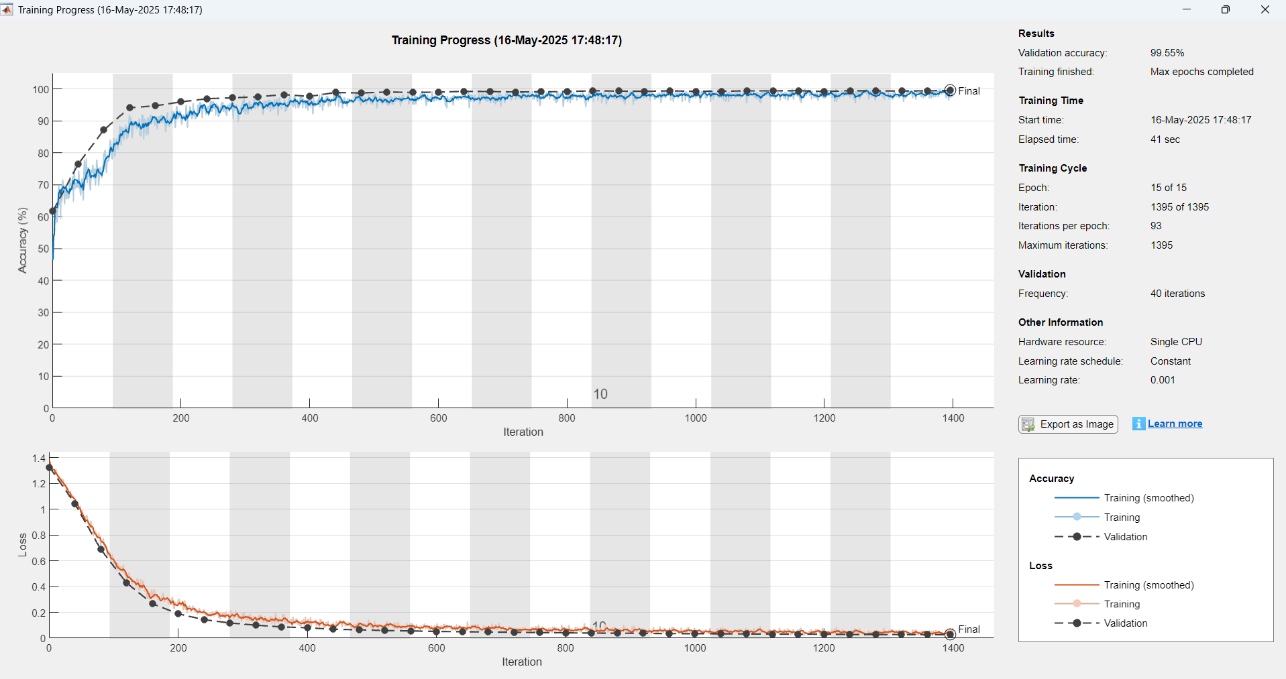 Training Progress (16-May-2025 17:48:17)
Training Progress (16-May-2025 17:48:17)
Accuracy (%)
100
90
80
70
60
50
40
30
20
10
0
Final
10
0 200 400 600 800 1000 1200 1400
Iteration
Loss
1.4
1.2
1
0.8
0.6
0.4
0.2
0
Final
10
0 200 400 600 800 1000 1200 1400
Iteration
Results
Validation accuracy: 99.55%
Training finished: Max epochs completed
Training Time
Start time: 16-May-2025 17:48:17
Elapsed time: 41 sec
Training Cycle
Epoch: 15 of 15
Iteration: 1395 of 1395
Iterations per epoch: 93
Maximum iterations: 1395
Validation
Frequency: 40 iterations
Other Information
Hardware resource: Single CPU
Learning rate schedule: Constant
Learning rate: 0.001
Export as Image i Learn more
Accuracy
Training (smoothed)
Training
Validation
Loss
Training (smoothed)
Training
Validation